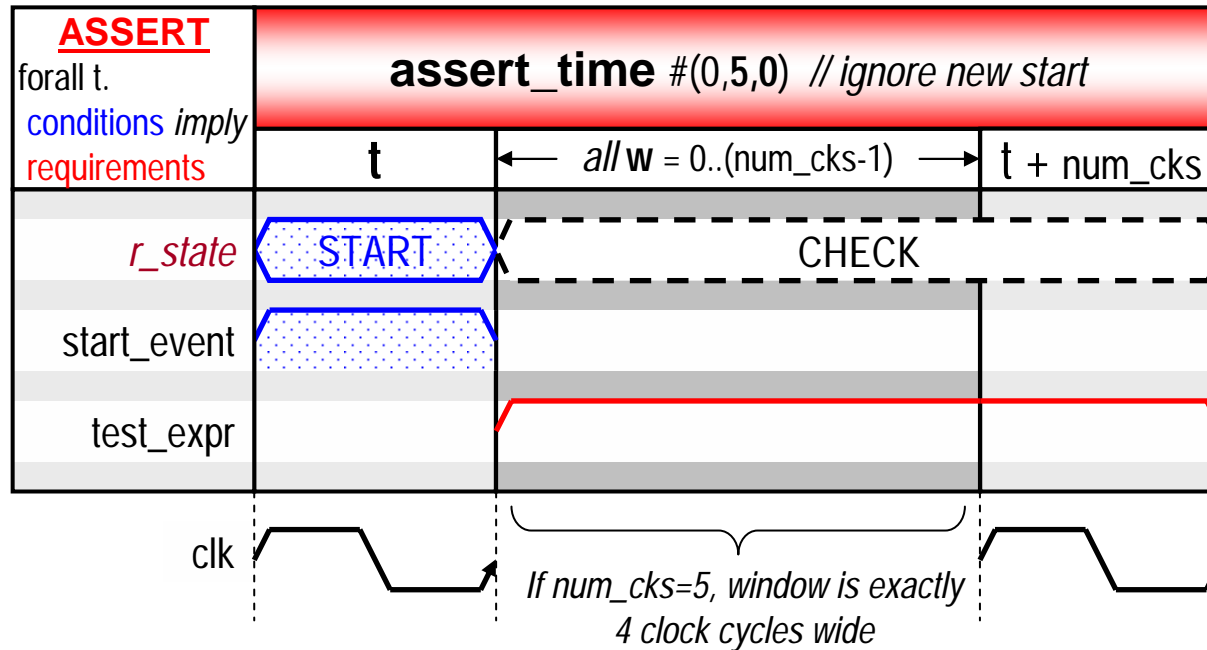 ASSERT
forall t.
conditions imply
requirements
assert_time #(0,5,0) // ignore new start
t
all w = 0..(num_cks-1)
t + num_cks
r_state
START
CHECK
start_event
test_expr
clk
If num_cks=5, window is exactly
4 clock cycles wide